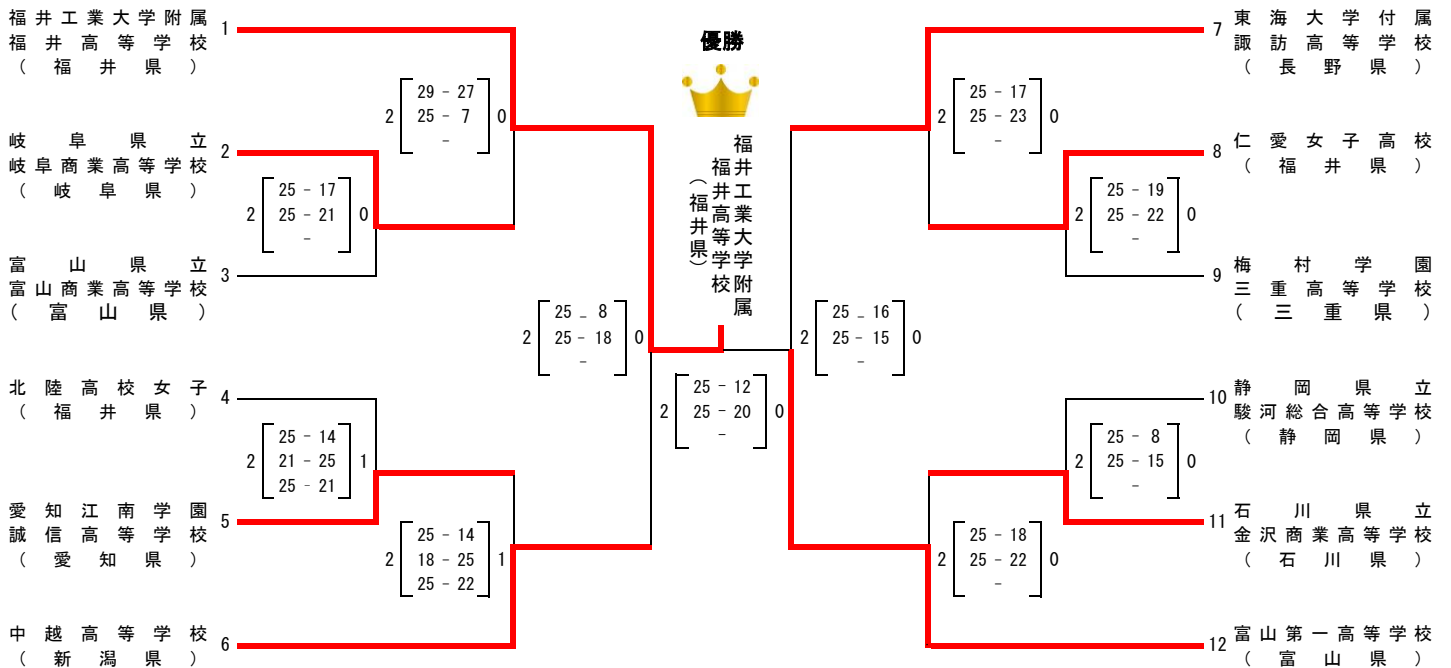 福井工業大学附属
福井高等学校
(福井県)
1
岐阜県立
岐阜商業高等学校
(岐阜県)
2
富山県立
富山商業高等学校
(富山県)
3
北陸高校女子
(福井県)
4
愛知江南学園
誠信高等学校
(愛知県)
5
中越高等学校
(新潟県)
6
29 - 27
2 25 - 7 0
-
25 - 17
2 25 - 21 0
-
25 - 14
2 21 - 25 1
25 - 21
25 - 14
2 18 - 25 1
25 - 22
25 - 8
2 25 - 18 0
-
優勝
福井工業大学附属
福井高等学校
(福井県)
25 - 12
2 25 - 20 0
-
25 - 16
2 25 - 15 0
-
25 - 17
2 25 - 23 0
-
25 - 19
2 25 - 22 0
-
25 - 8
2 25 - 15 0
-
25 - 18
2 25 - 22 0
-
7
東海大学付属
諏訪高等学校
(長野県)
8
仁愛女子高校
(福井県)
9
梅村学園
三重高等学校
(三重県)
10
静岡県立
駿河総合高等学校
(静岡県)
11
石川県立
金沢商業高等学校
(石川県)
12
富山第一高等学校
(富山県)